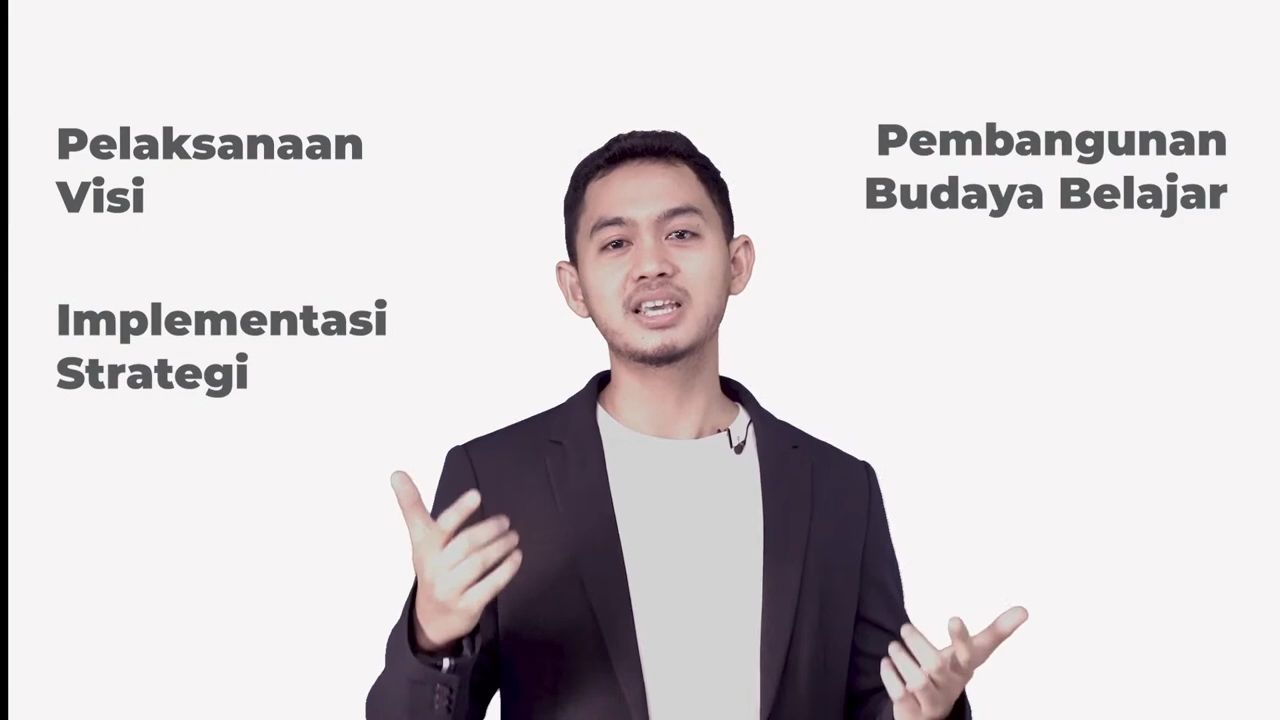 Pelaksanaan
Visi
Implementasi
Strategi
Pembangunan
Budaya Belajar